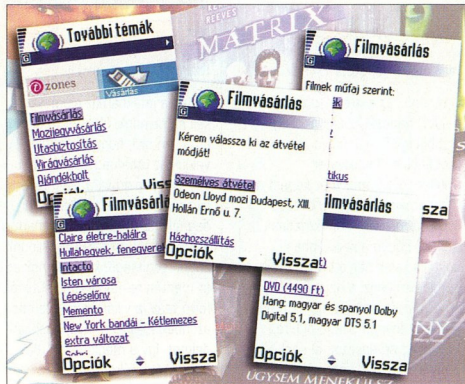 REEVES
MATRIX
További témák
G
zones
Vásárlás
Filmvásárlás
Mozijegyvásárlás
Utasbiztosítás
Virágvásárlás
Ajándékbolt
Opciók
Filmvásárlás
G
Kérem válassza ki az átvétel
módját!
Személyes átvétel
Odeon Lloyd mozi Budapest, XIII.
Hollán Ernő u. 7.
Házhozszállítás
Opciók Vissza
Filmvásárlás
G
Filmek műfaj szerint:
Claire életre-halálra
Hullahegyek, fenegyerek
Intacto
Isten városa
Lépéselőny
Memento
New York bandái - Kétlemezes
extra változat
Opciók Vissza
DVD (4490 Ft)
Hang: magyar és spanyol Dolby
Digital 5.1, magyar DTS 5.1
Opciók Vissza
ÚGYSEM MENEKÜLSZ